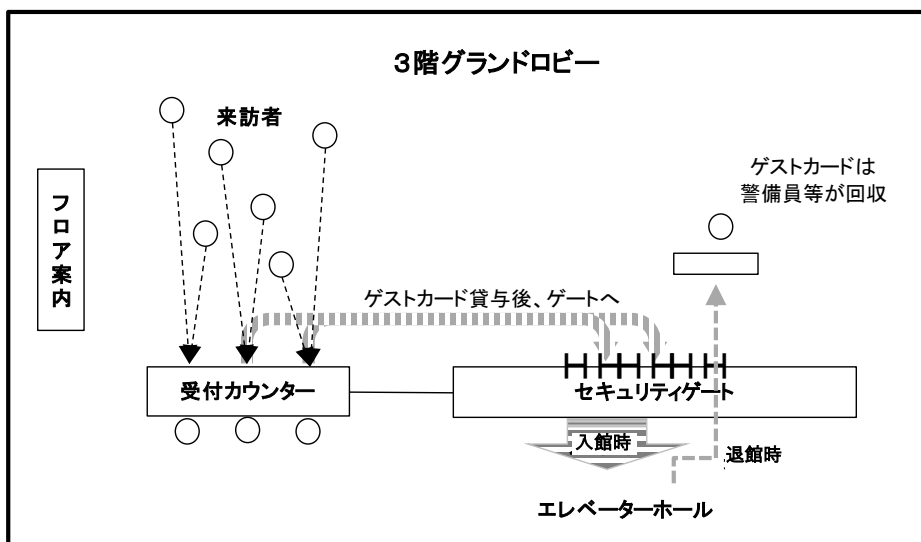 3階グランドロビー
来訪者
フロア案内
ゲストカードは
警備員等が回収
ゲストカード貸与後、ゲートへ
受付カウンター
セキュリティゲート
入館時
退館時
エレベーターホール